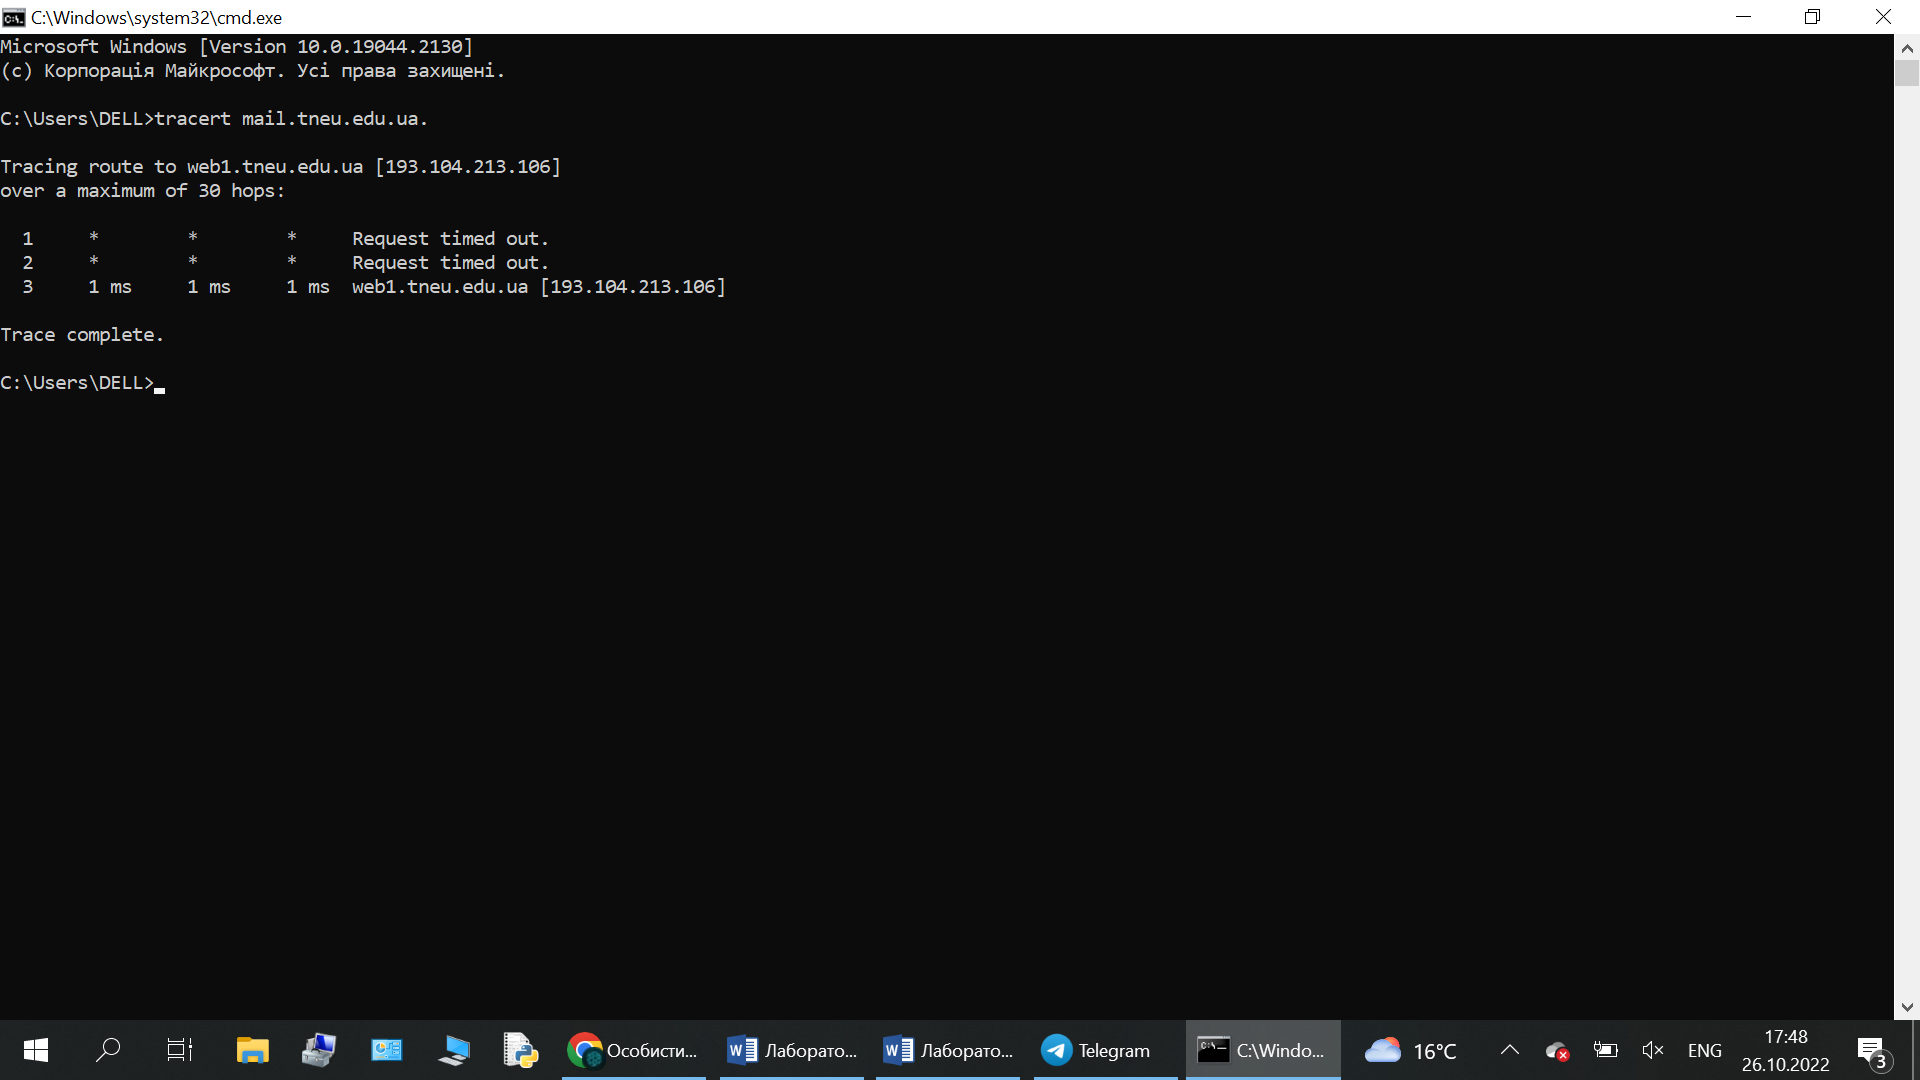 C:\Windows\system32\cmd.exe
Microsoft Windows [Version 10.0.19044.2130]
(c) Корпорація Майкрософт. Усі права захищені.
C:\Users\DELL>tracert mail.tneu.edu.ua.
Tracing route to web1.tneu.edu.ua [193.104.213.106]
over a maximum of 30 hops:
1 * * * Request timed out.
2 * * * Request timed out.
3 1 ms 1 ms 1 ms web1.tneu.edu.ua [193.104.213.106]
Trace complete.
C:\Users\DELL>
Особисти... Лаборато... Лаборато... Telegram C:\Windo... 16°C ENG 17:48
26.10.2022 3